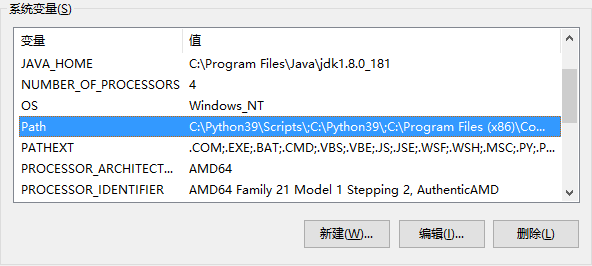 系统变量(S)
变量 值
JAVA_HOME C:\Program Files\Java\jdk1.8.0_181
NUMBER_OF_PROCESSORS 4
OS Windows_NT
Path C:\Python39\Scripts\;C:\Python39\;C:\Program Files (x86)\Co...
PATHEXT .COM;.EXE;.BAT;.CMD;.VBS;.VBE;.JS;.JSE;.WSF;.WSH;.MSC;.PY;.P...
PROCESSOR_ARCHITECT... AMD64
PROCESSOR_IDENTIFIER AMD64 Family 21 Model 1 Stepping 2, AuthenticAMD
新建(W)... 编辑(I)... 删除(L)